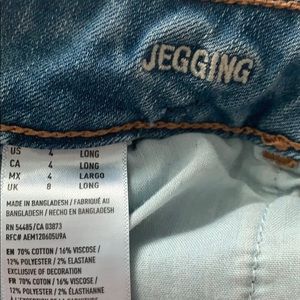 JEGGING
US 4 LONG
CA 4 LONG
MX 4 LARGO
UK 8 LONG
MADE IN BANGLADESH / FABRIQUÉ AU
BANGLADESH / HECHO EN BANGLADESH
RN 54485/CA 03873
RFC# AEM120605U9A
EN 70% COTTON / 16% VISCOSE /
12% POLYESTER / 2% ELASTANE
EXCLUSIVE OF DECORATION
FR 70% COTON / 16% VISCOSE /
12% POLYESTER / 2% ÉLASTHANNE